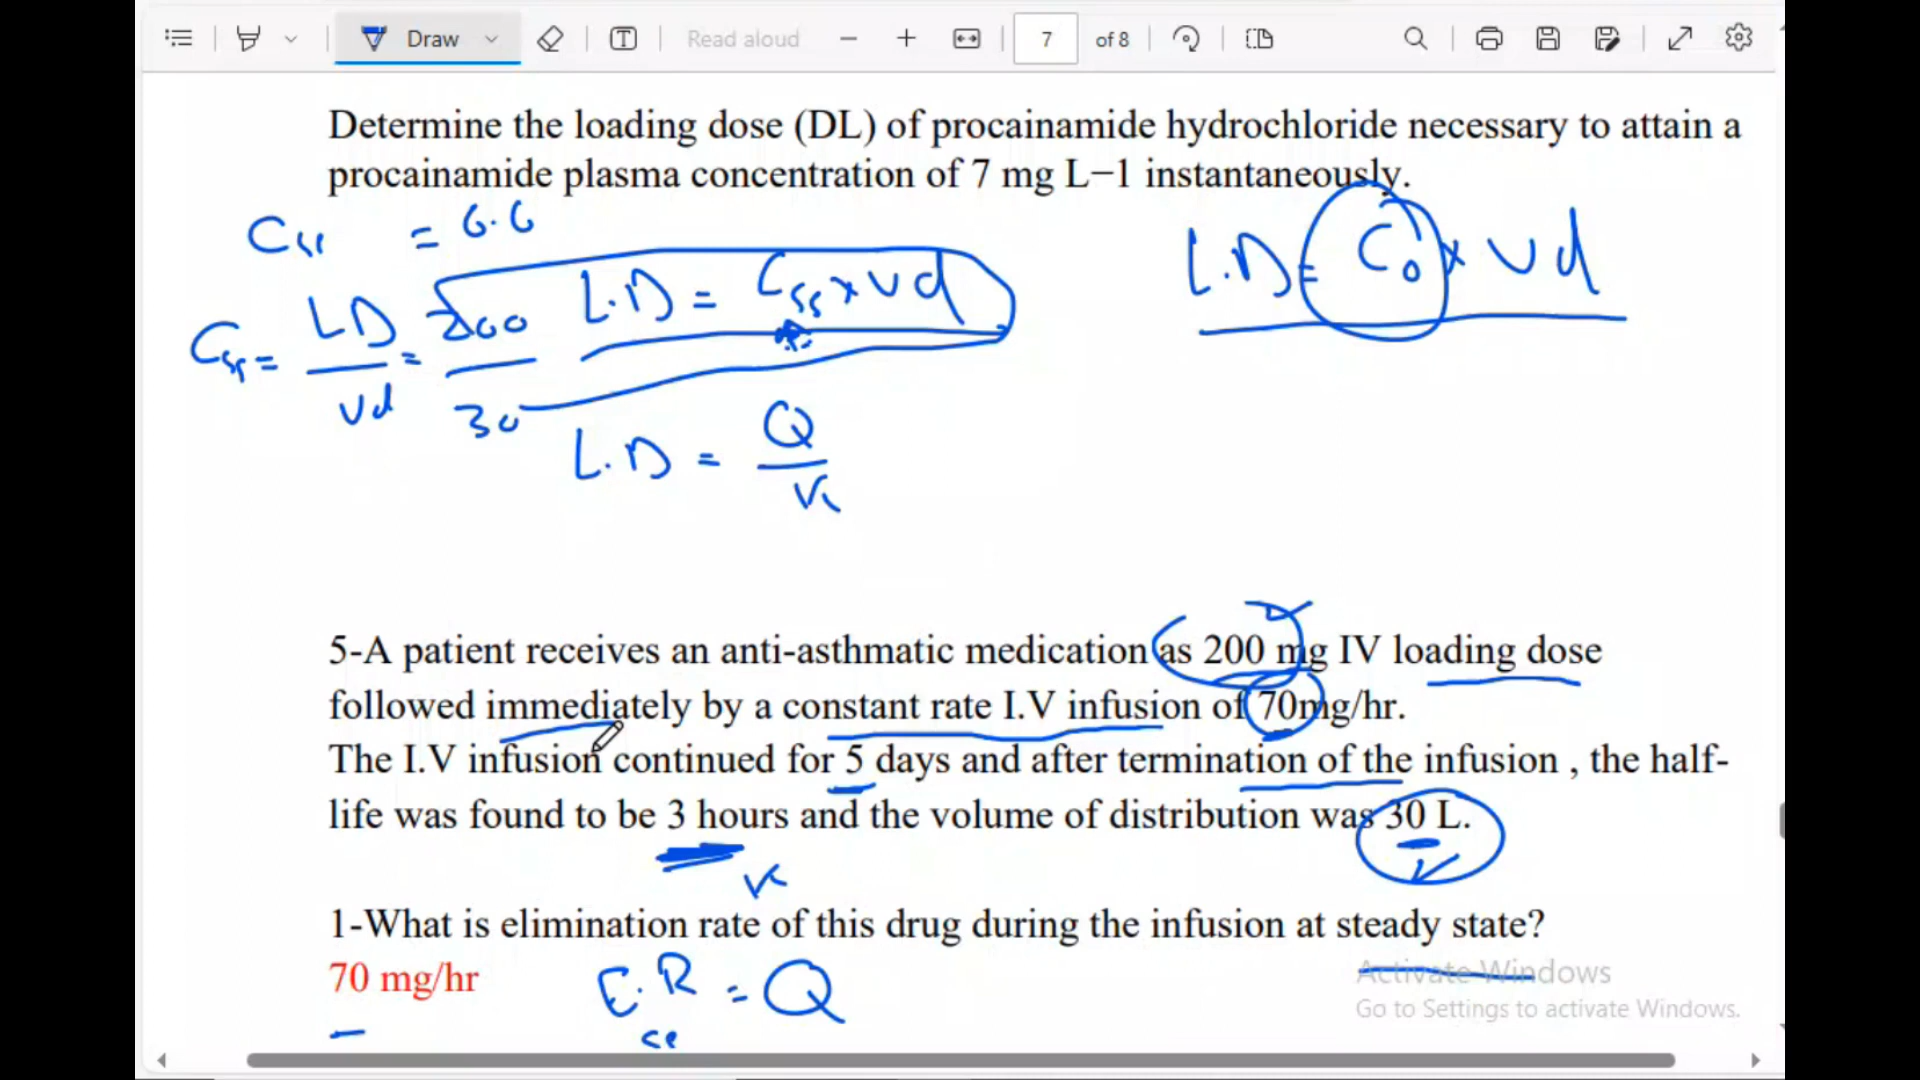 Draw
Read aloud
7 of 8
Determine the loading dose (DL) of procainamide hydrochloride necessary to attain a
procainamide plasma concentration of 7 mg L−1 instantaneously.
Css = 6.6
L.D = C0 x Vd
L.D = Css x Vd
Css = LD / Vd = 200 / 30
L.D = Q / K
5-A patient receives an anti-asthmatic medication as 200 mg IV loading dose
followed immediately by a constant rate I.V infusion of 70mg/hr.
The I.V infusion continued for 5 days and after termination of the infusion , the half-
life was found to be 3 hours and the volume of distribution was 30 L.
K
1-What is elimination rate of this drug during the infusion at steady state?
70 mg/hr
E.R ss = Q
Activate Windows
Go to Settings to activate Windows.